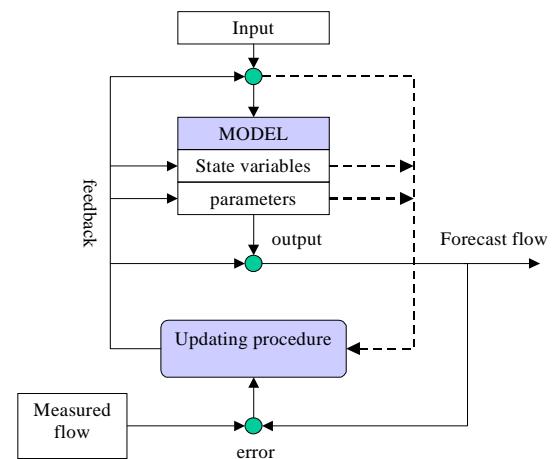 Input
MODEL
State variables
parameters
feedback
output
Forecast flow
Updating procedure
Measured
flow
error